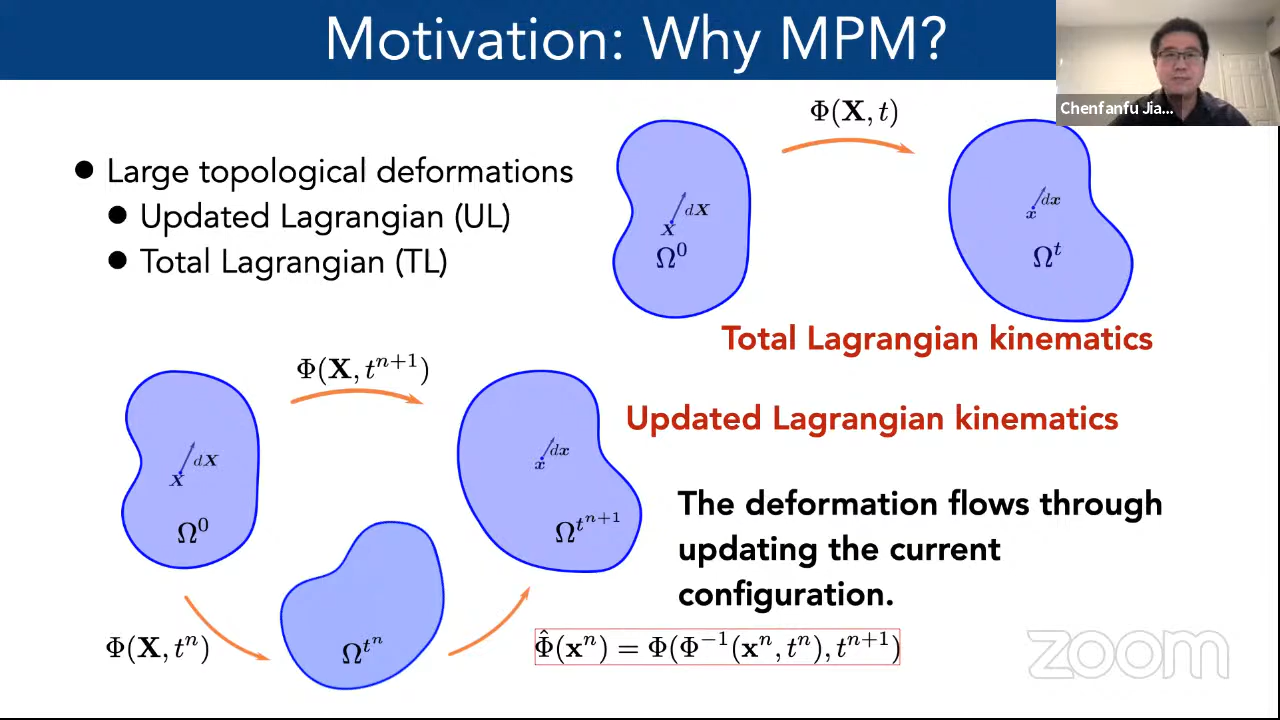 Motivation: Why MPM?
Chenfanfu Jia...
Φ(X, t)
● Large topological deformations
● Updated Lagrangian (UL)
● Total Lagrangian (TL)
dX
X
Ω⁰
dx
x
Ωᵗ
Total Lagrangian kinematics
Φ(X, tⁿ⁺¹)
Updated Lagrangian kinematics
dX
X
Ω⁰
dx
x
Ω^{tⁿ⁺¹}
The deformation flows through
updating the current
configuration.
Φ(X, tⁿ)
Ω^{tⁿ}
Φ̂(xⁿ) = Φ(Φ⁻¹(xⁿ, tⁿ), tⁿ⁺¹)
zoom